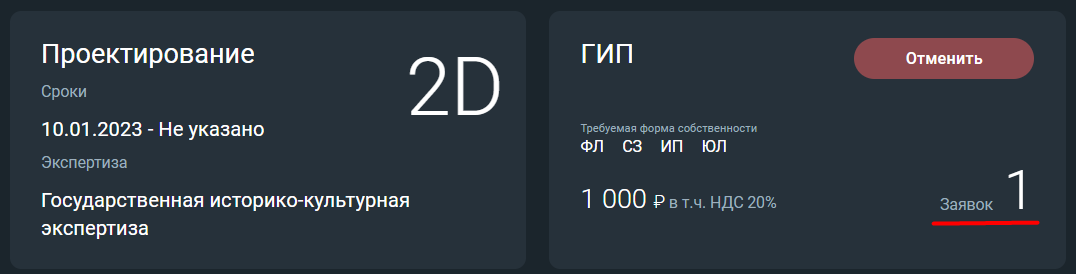 Проектирование
2D
Сроки
10.01.2023 - Не указано
Экспертиза
Государственная историко-культурная
экспертиза
ГИП
Отменить
Требуемая форма собственности
ФЛ СЗ ИП ЮЛ
1 000 ₽ в т.ч. НДС 20%
Заявок 1